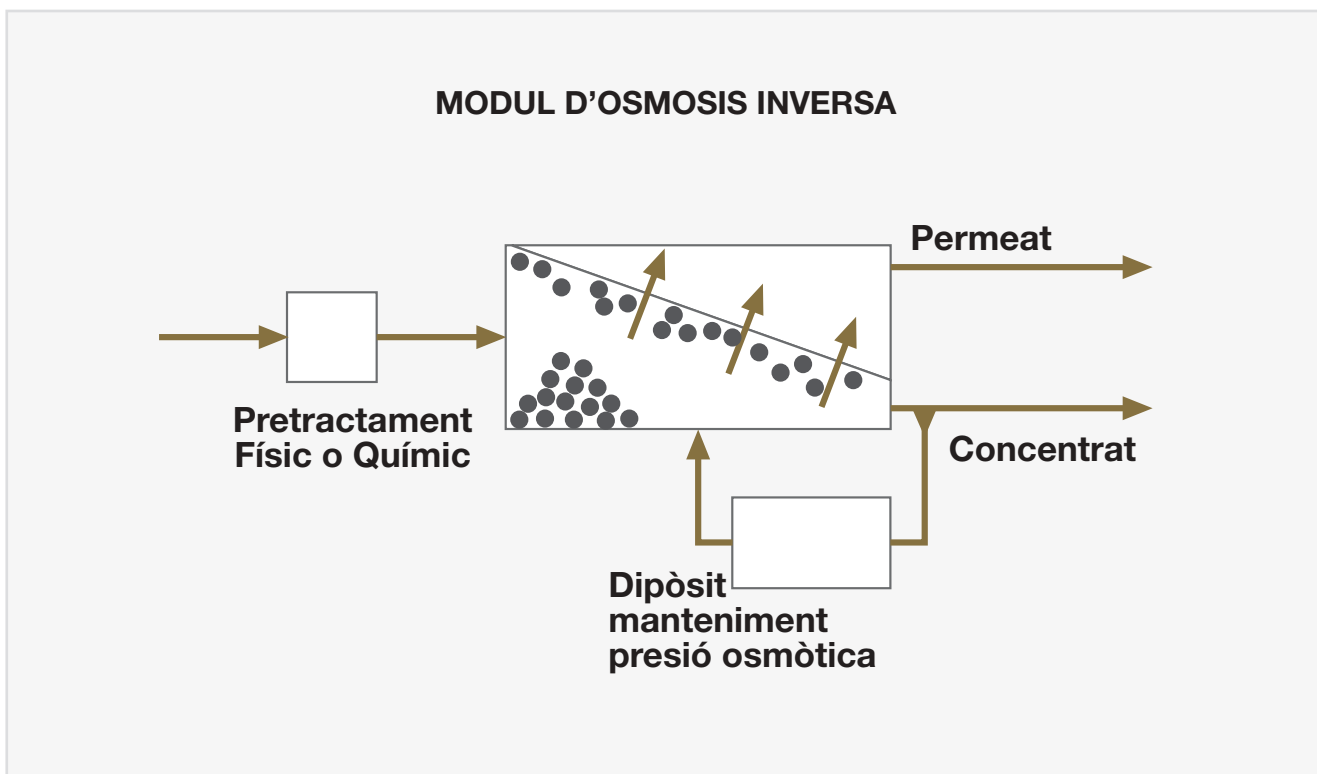 MODUL D'OSMOSIS INVERSA
Permeat
Pretractament
Físic o Químic
Concentrat
Dipòsit
manteniment
presió osmòtica